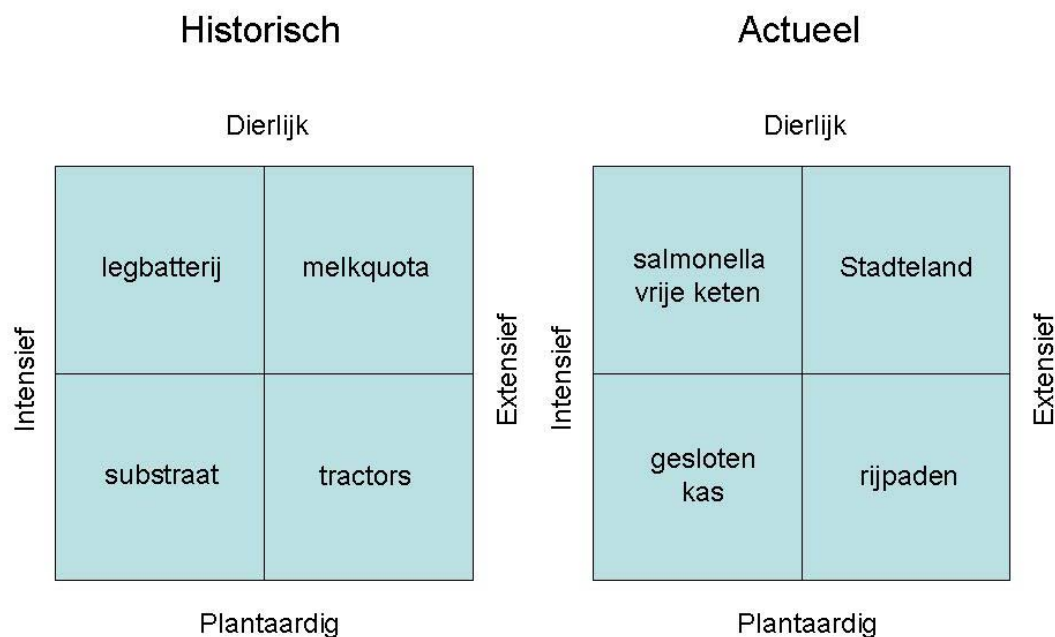 Historisch
Dierlijk
Intensief
legbatterij
melkquota
substraat
tractors
Extensief
Plantaardig
Actueel
Dierlijk
Intensief
salmonella
vrije keten
Stadteland
gesloten
kas
rijpaden
Extensief
Plantaardig